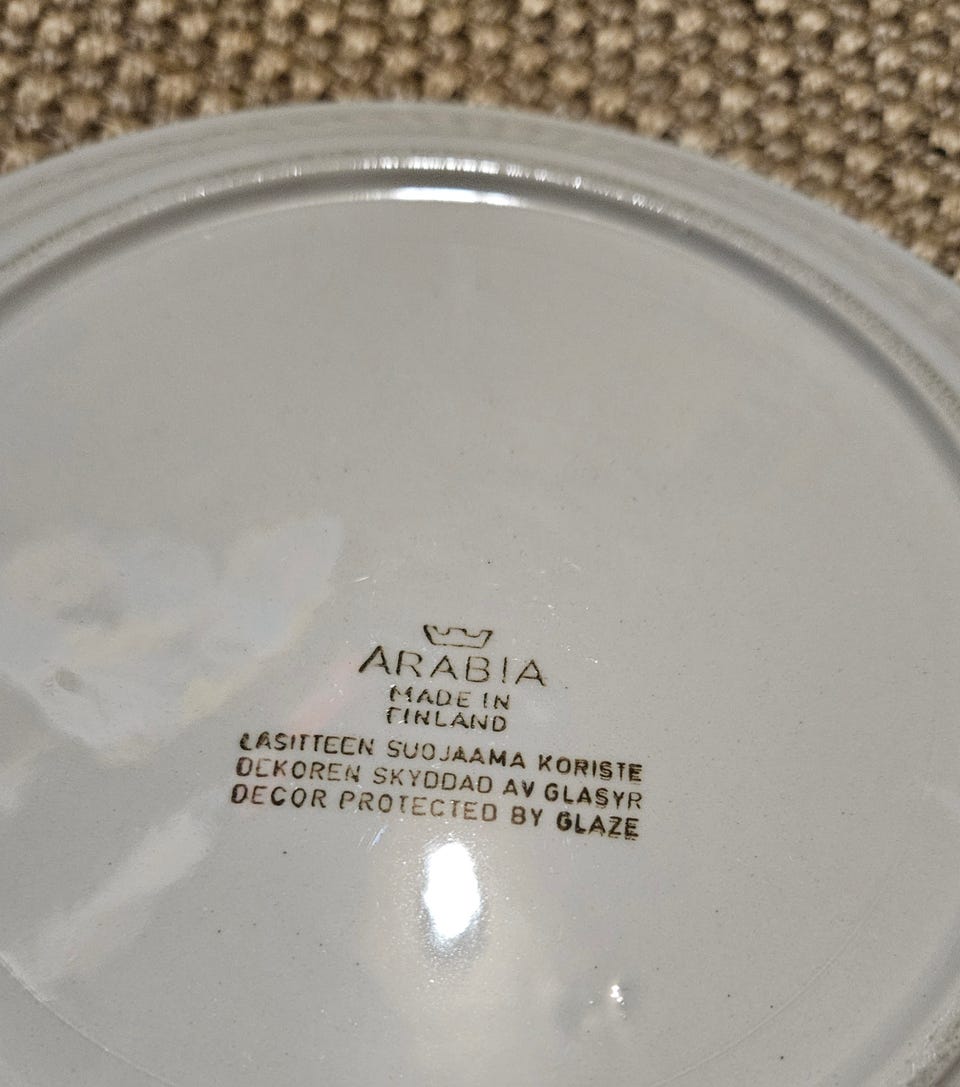 ARABIA
MADE IN
FINLAND
LASITTEEN SUOJAAMA KORISTE
DEKOREN SKYDDAD AV GLASYR
DECOR PROTECTED BY GLAZE